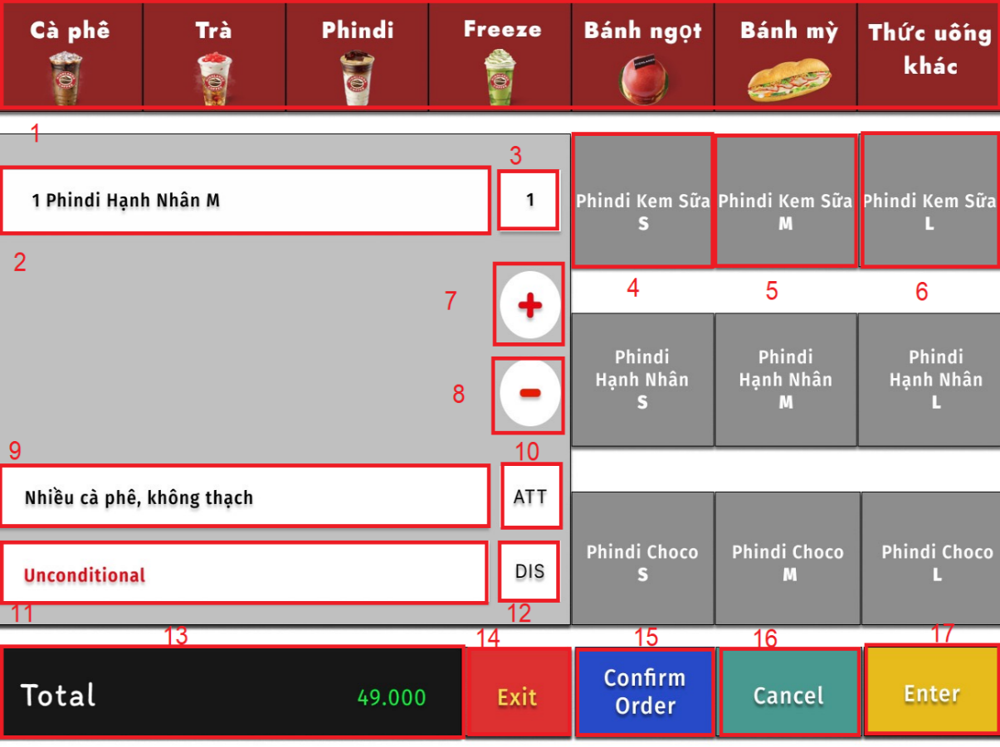 Cà phê
Trà
Phindi
Freeze
Bánh ngọt
Bánh mỳ
Thức uống
khác
1
3
1 Phindi Hạnh Nhân M
1
Phindi Kem Sữa
S
Phindi Kem Sữa
M
Phindi Kem Sữa
L
2
4
5
6
7
+
8
-
Phindi
Hạnh Nhân
S
Phindi
Hạnh Nhân
M
Phindi
Hạnh Nhân
L
9
10
Nhiều cà phê, không thạch
ATT
Unconditional
DIS
Phindi Choco
S
Phindi Choco
M
Phindi Choco
L
11
12
13
14
15
16
17
Total
49.000
Exit
Confirm
Order
Cancel
Enter